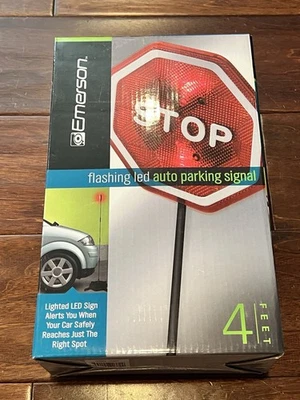 Emerson.
STOP
flashing led auto parking signal
Lighted LED Sign
Alerts You When
Your Car Safely
Reaches Just The
Right Spot
4
FEET